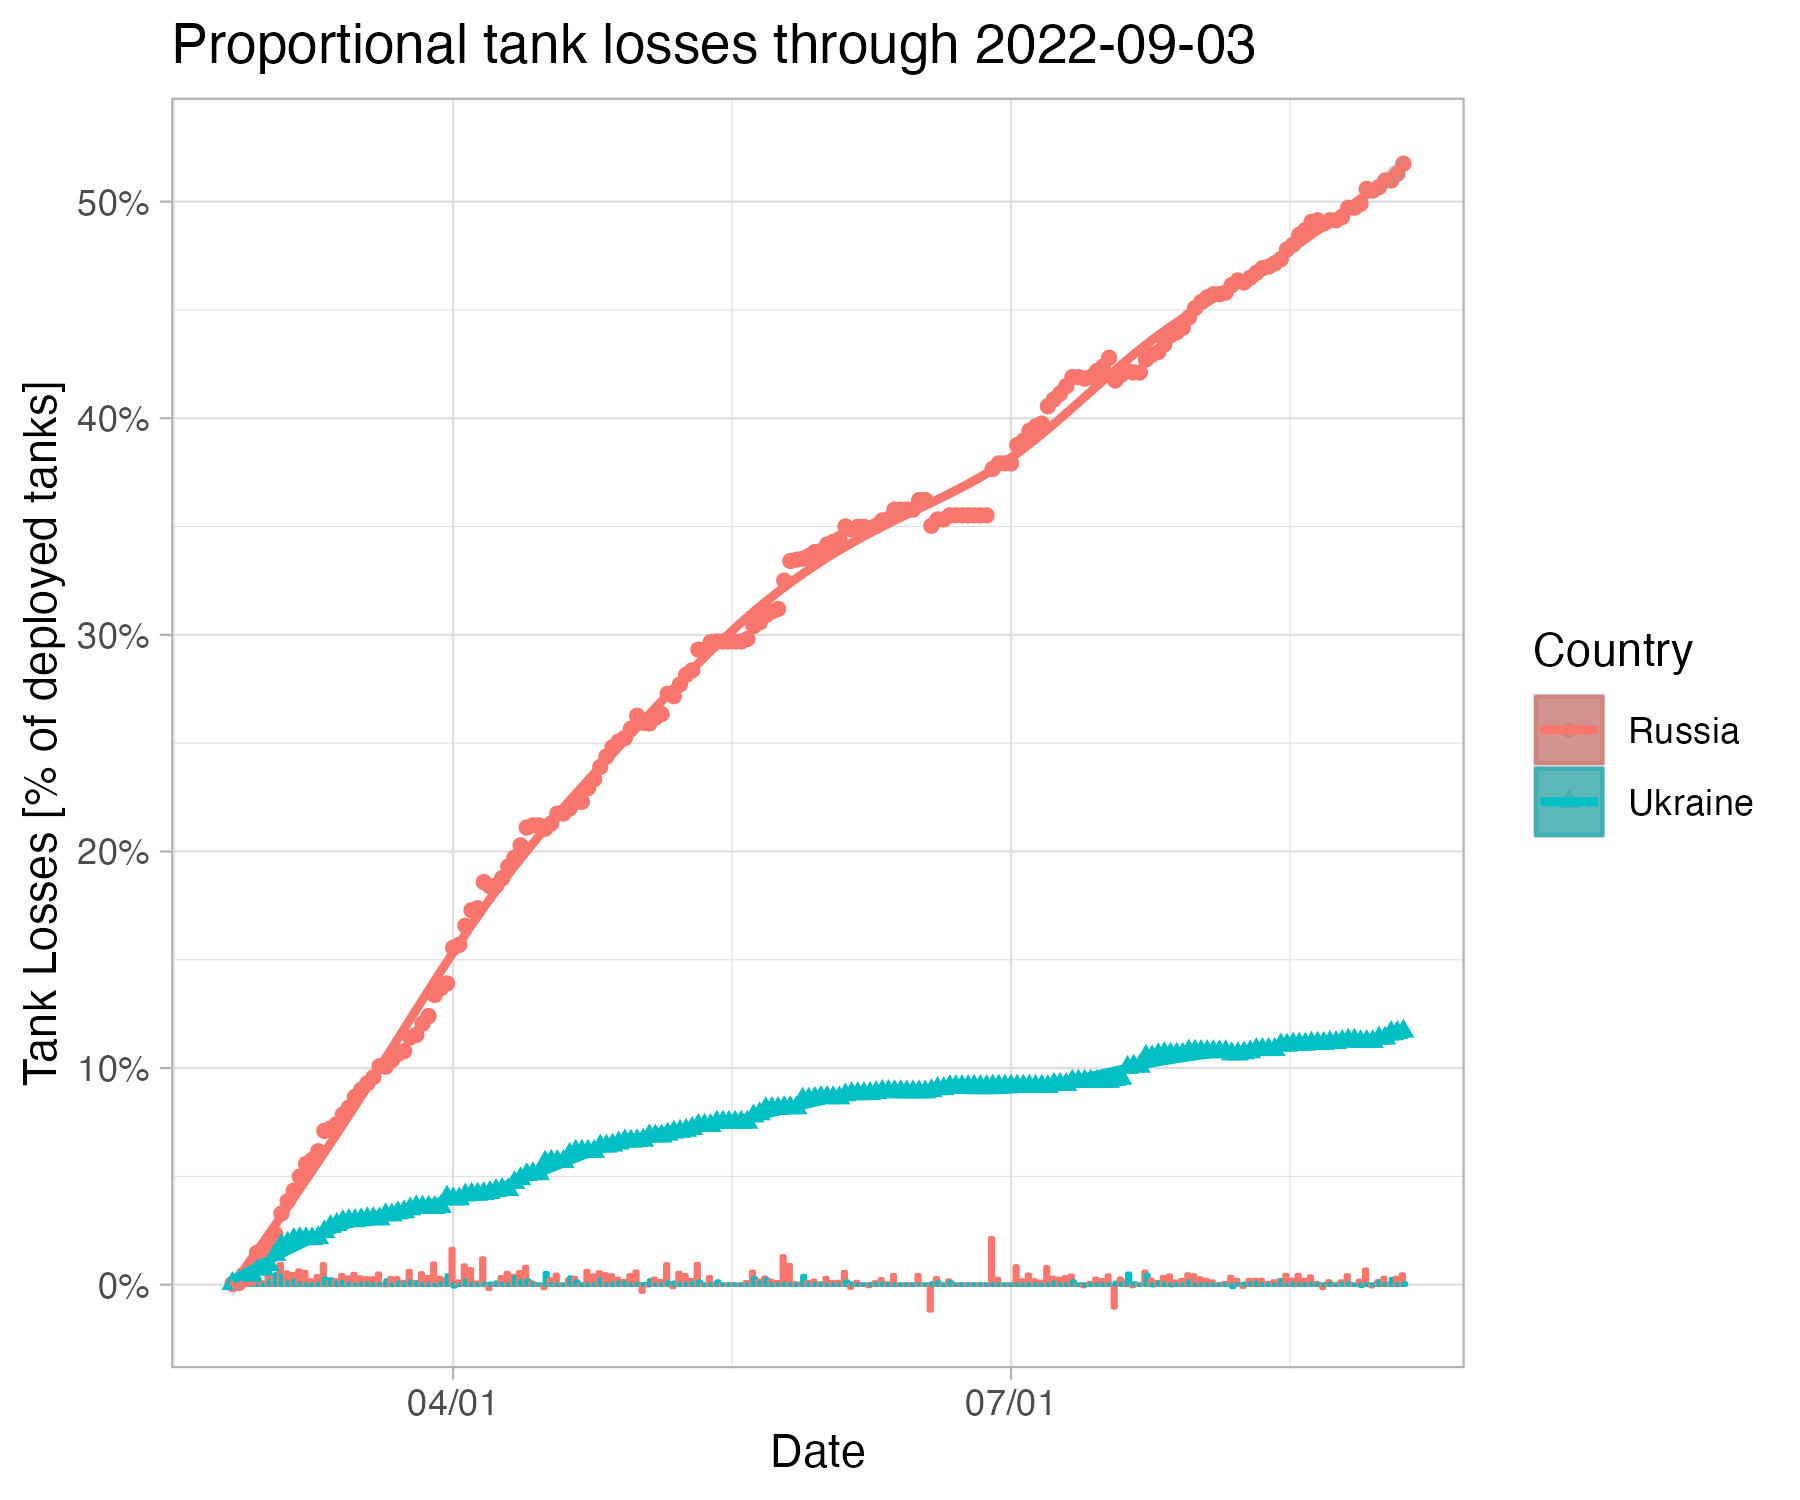 Proportional tank losses through 2022-09-03
Tank Losses [% of deployed tanks]
50%
40%
30%
20%
10%
0%
04/01
07/01
Date
Country
Russia
Ukraine